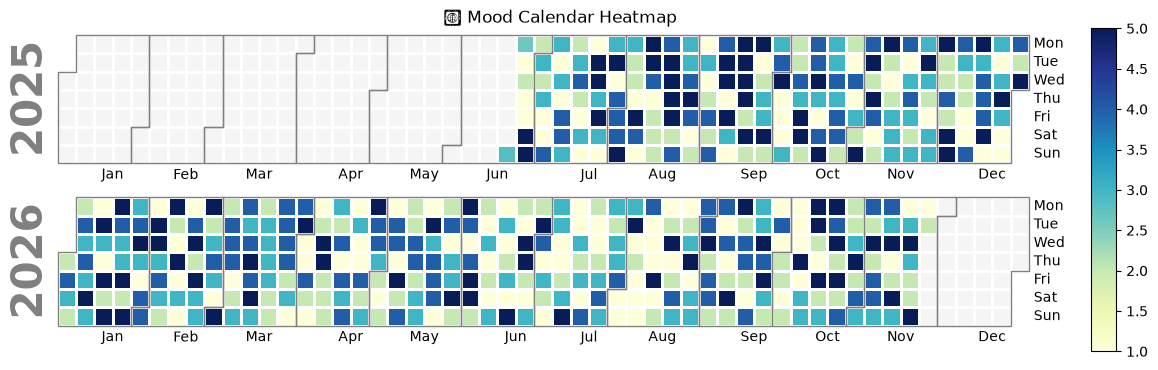 Mood Calendar Heatmap
2025
Mon
Tue
Wed
Thu
Fri
Sat
Sun
Jan Feb Mar Apr May Jun Jul Aug Sep Oct Nov Dec
2026
Mon
Tue
Wed
Thu
Fri
Sat
Sun
Jan Feb Mar Apr May Jun Jul Aug Sep Oct Nov Dec
5.0
4.5
4.0
3.5
3.0
2.5
2.0
1.5
1.0